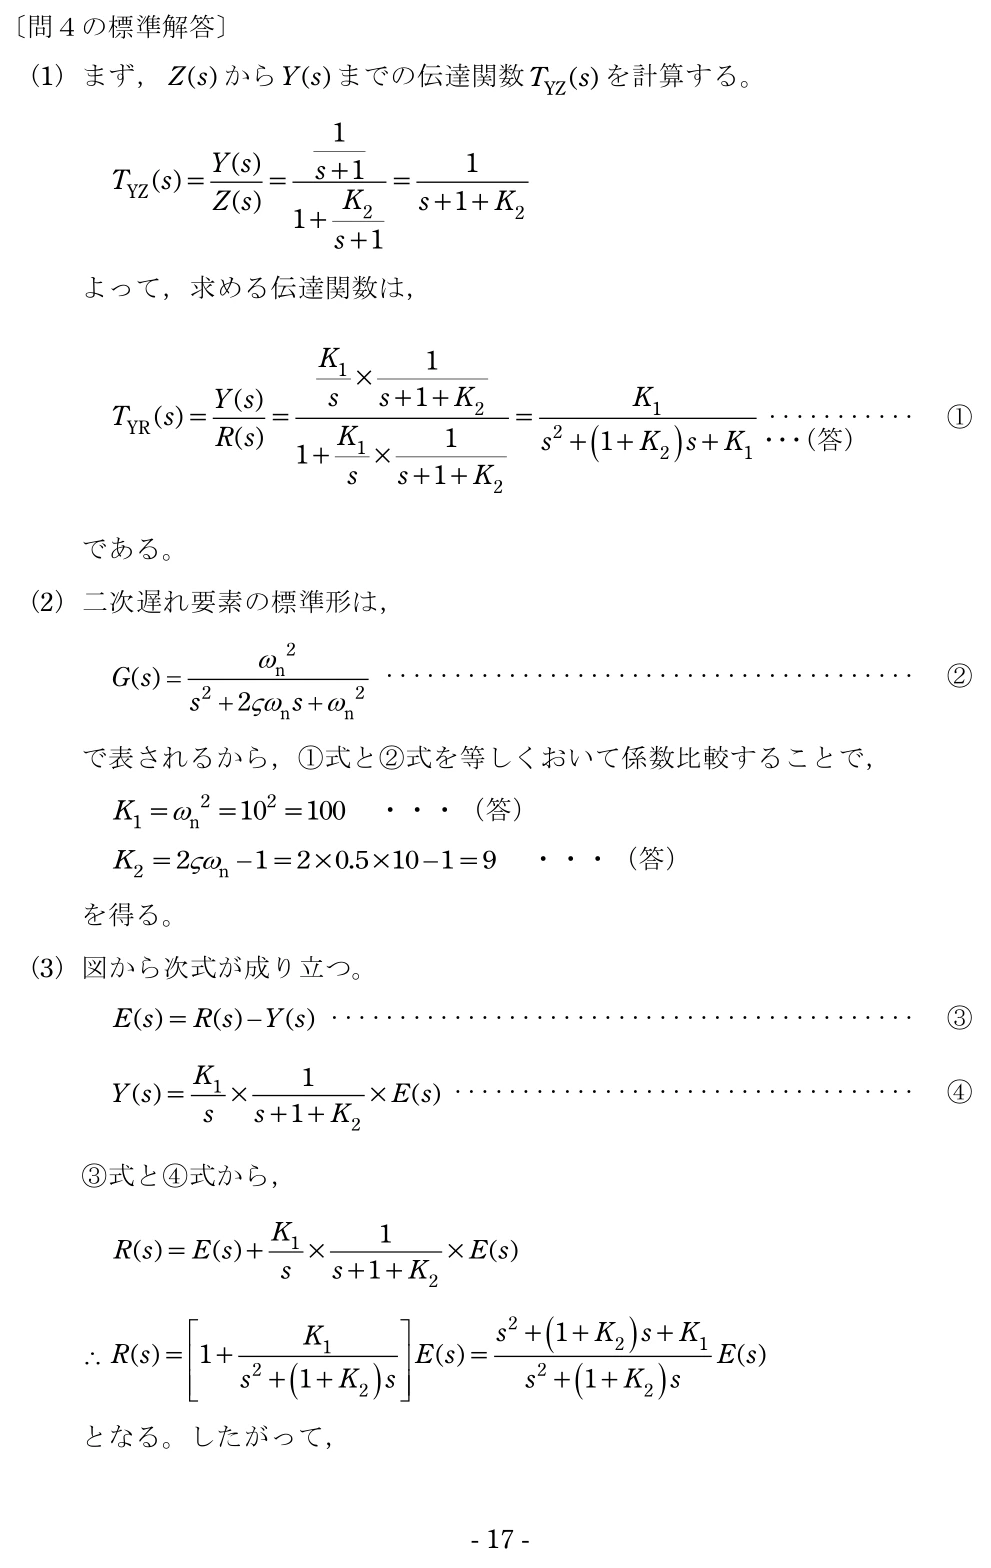 〔問４の標準解答〕
(1) まず，Z(s)からY(s)までの伝達関数T_YZ(s)を計算する。
T_YZ(s) = Y(s)/Z(s) = (1/(s+1))/(1+K_2/(s+1)) = 1/(s+1+K_2)
よって，求める伝達関数は，
T_YR(s) = Y(s)/R(s) = (K_1/s × 1/(s+1+K_2))/(1+K_1/s × 1/(s+1+K_2)) = K_1/(s^2+(1+K_2)s+K_1) ・・・・・・・・・・・ ①
・・・（答）
である。
(2) 二次遅れ要素の標準形は，
G(s) = ω_n^2/(s^2+2ςω_n s+ω_n^2) ・・・・・・・・・・・・・・・・・・・・・・・・・・・・・・・・・・・・・・・ ②
で表されるから，①式と②式を等しくおいて係数比較することで，
K_1 = ω_n^2 = 10^2 = 100 ・・・（答）
K_2 = 2ςω_n −1 = 2×0.5×10−1 = 9 ・・・（答）
を得る。
(3) 図から次式が成り立つ。
E(s) = R(s) − Y(s) ・・・・・・・・・・・・・・・・・・・・・・・・・・・・・・・・・・・・・・・・・・・ ③
Y(s) = K_1/s × 1/(s+1+K_2) × E(s) ・・・・・・・・・・・・・・・・・・・・・・・・・・・・・・・・・・ ④
③式と④式から，
R(s) = E(s) + K_1/s × 1/(s+1+K_2) × E(s)
∴ R(s) = [1+K_1/(s^2+(1+K_2)s)]E(s) = (s^2+(1+K_2)s+K_1)/(s^2+(1+K_2)s) E(s)
となる。したがって，
- 17 -